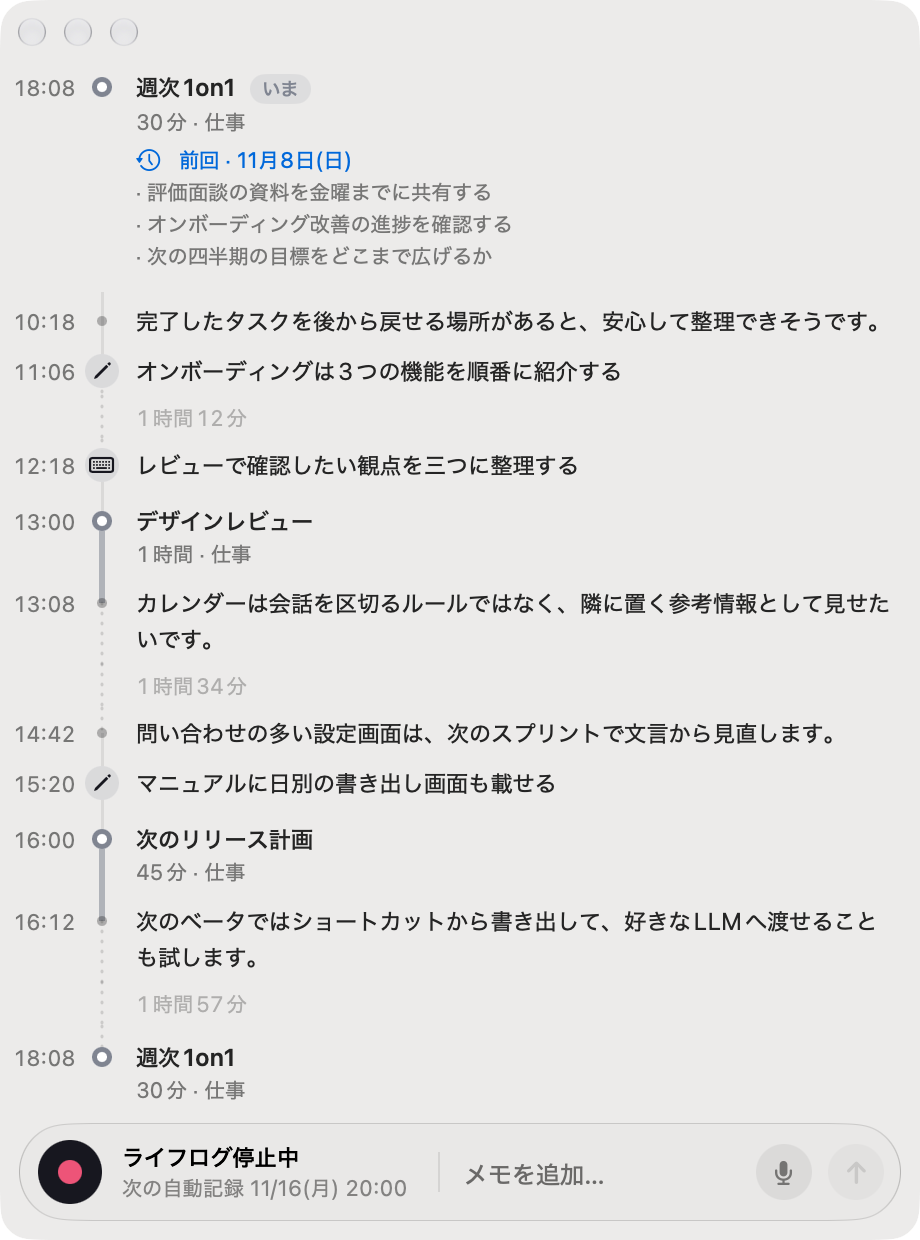 18:08 週次1on1 いま
30分 · 仕事
前回 · 11月8日(日)
· 評価面談の資料を金曜までに共有する
· オンボーディング改善の進捗を確認する
· 次の四半期の目標をどこまで広げるか
10:18 完了したタスクを後から戻せる場所があると、安心して整理できそうです。
11:06 オンボーディングは3つの機能を順番に紹介する
1時間12分
12:18 レビューで確認したい観点を三つに整理する
13:00 デザインレビュー
1時間 · 仕事
13:08 カレンダーは会話を区切るルールではなく、隣に置く参考情報として見せた
いです。
1時間34分
14:42 問い合わせの多い設定画面は、次のスプリントで文言から見直します。
15:20 マニュアルに日別の書き出し画面も載せる
16:00 次のリリース計画
45分 · 仕事
16:12 次のベータではショートカットから書き出して、好きなLLMへ渡せること
も試します。
1時間57分
18:08 週次1on1
30分 · 仕事
ライフログ停止中
次の自動記録 11/16(月) 20:00
メモを追加...